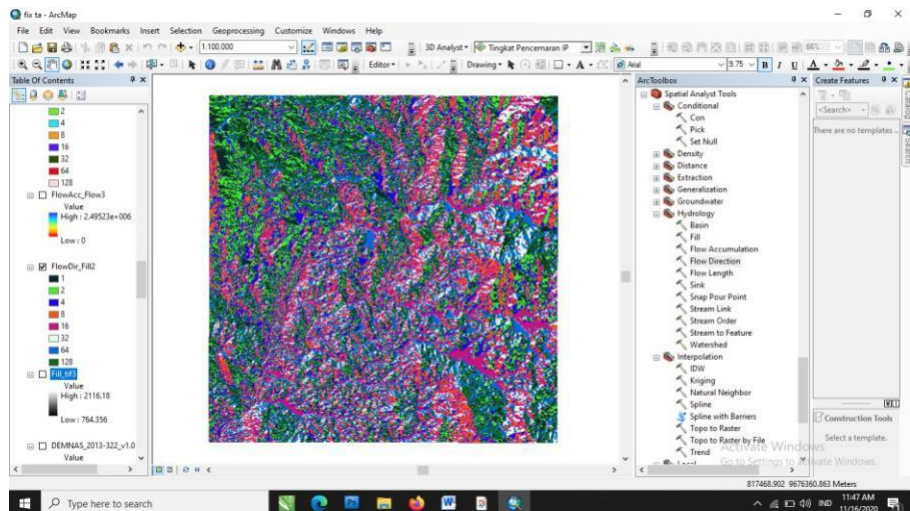 fix ta - ArcMap
File Edit View Bookmarks Insert Selection Geoprocessing Customize Windows Help
1:100,000
3D Analyst
Tingkat Pencemaran IP
66%
Editor
Drawing
Arial
9.75
B I U A
Table Of Contents
2
4
8
16
32
64
128
FlowAcc_Flow3
Value
High : 2.49523e+006
Low : 0
FlowDir_Fill2
1
2
4
8
16
32
64
128
Fill_tif3
Value
High : 2116.18
Low : 764.356
DEMNAS_2013-322_v1.0
Value
ArcToolbox
Spatial Analyst Tools
Conditional
Con
Pick
Set Null
Density
Distance
Extraction
Generalization
Groundwater
Hydrology
Basin
Fill
Flow Accumulation
Flow Direction
Flow Length
Sink
Snap Pour Point
Stream Link
Stream Order
Stream to Feature
Watershed
Interpolation
IDW
Kriging
Natural Neighbor
Spline
Spline with Barriers
Topo to Raster
Topo to Raster by File
Trend
Local
Create Features
<Search>
There are no templates
Construction Tools
Select a template.
Catalog
Search
Activate Windows
Go to Settings to activate Windows.
817468.902 9676360.863 Meters
Type here to search
IND
11:47 AM
11/16/2020